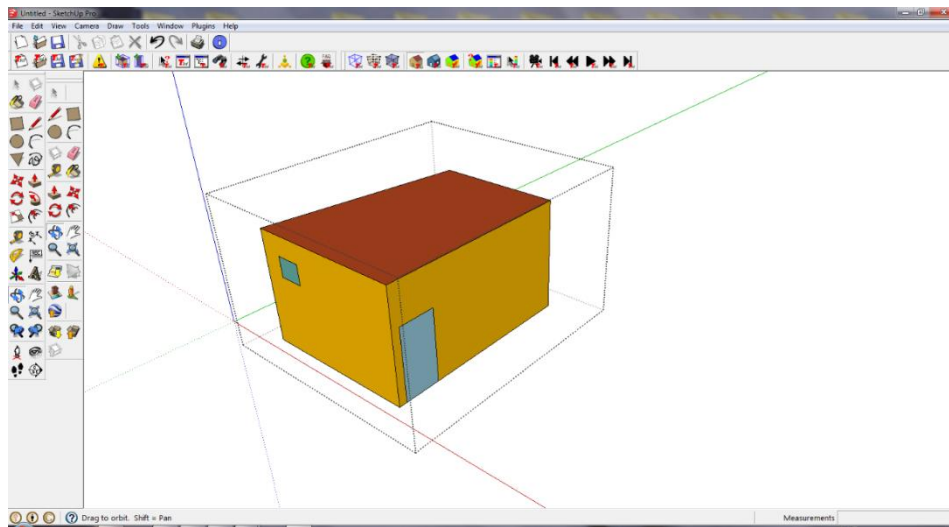 Untitled - SketchUp Pro
File Edit View Camera Draw Tools Window Plugins Help
Drag to orbit. Shift = Pan
Measurements